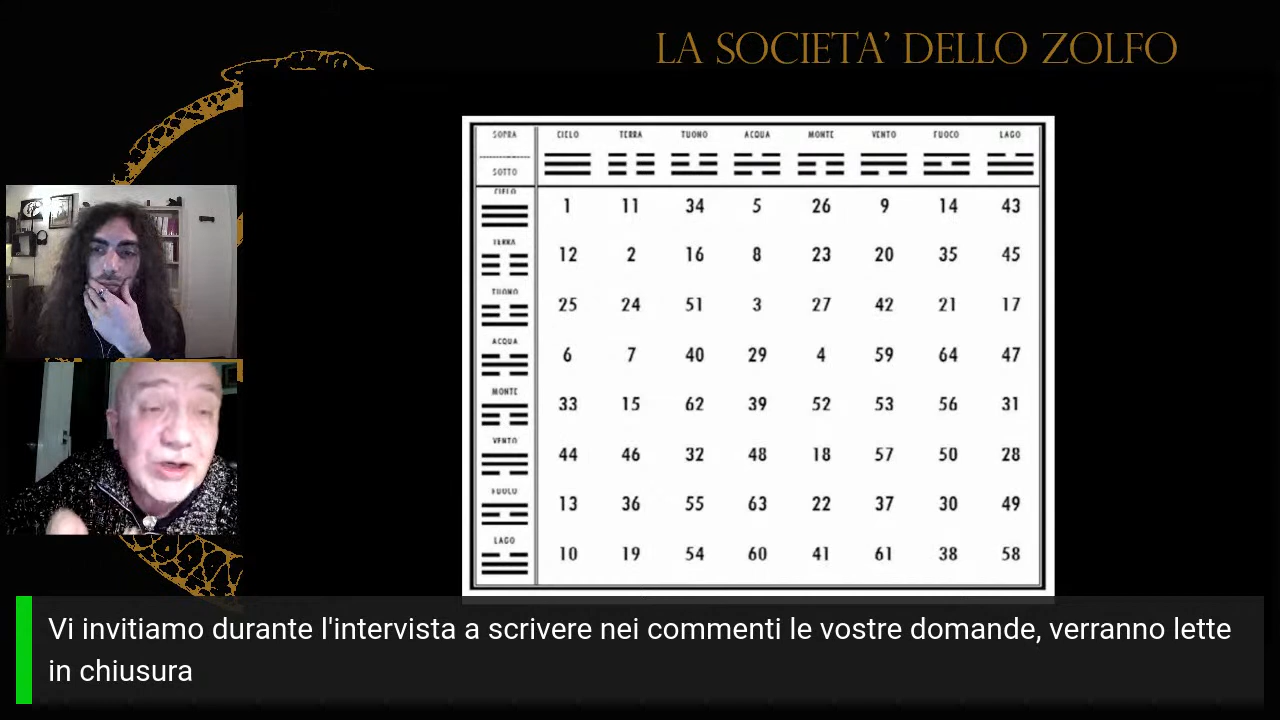 LA SOCIETA' DELLO ZOLFO
SOPRA CIELO TERRA TUONO ACQUA MONTE VENTO FUOCO LAGO
SOTTO
CIELO 1 11 34 5 26 9 14 43
TERRA 12 2 16 8 23 20 35 45
TUONO 25 24 51 3 27 42 21 17
ACQUA 6 7 40 29 4 59 64 47
MONTE 33 15 62 39 52 53 56 31
VENTO 44 46 32 48 18 57 50 28
FUOCO 13 36 55 63 22 37 30 49
LAGO 10 19 54 60 41 61 38 58
Vi invitiamo durante l'intervista a scrivere nei commenti le vostre domande, verranno lette
in chiusura